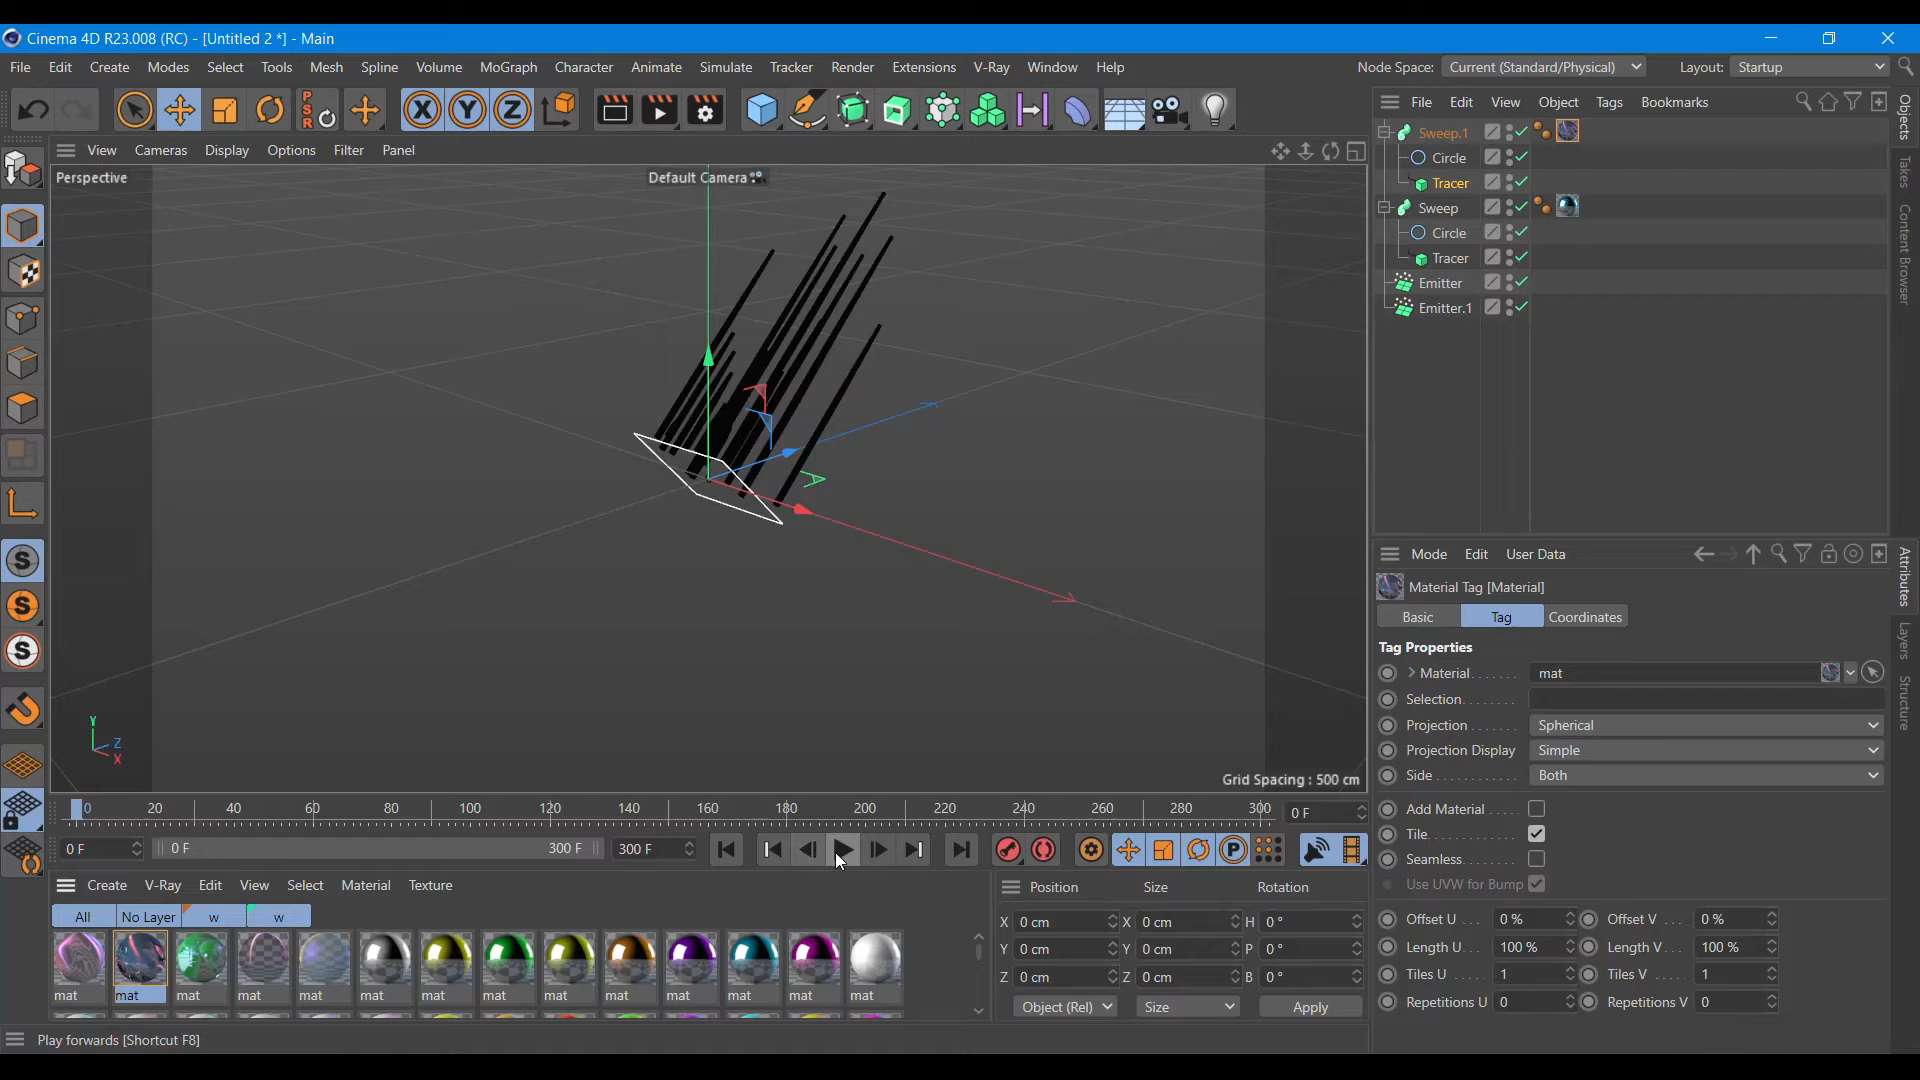 Cinema 4D R23.008 (RC) - [Untitled 2 *] - Main
File Edit Create Modes Select Tools Mesh Spline Volume MoGraph Character Animate Simulate Tracker Render Extensions V-Ray Window Help
Node Space: Current (Standard/Physical) Layout: Startup
PSR
X Y Z
View Cameras Display Options Filter Panel
Perspective
Default Camera
Grid Spacing : 500 cm
Y
Z
X
S
S
S
File Edit View Object Tags Bookmarks
Sweep.1
Circle
Tracer
Sweep
Circle
Tracer
Emitter
Emitter.1
Objects
Takes
Content Browser
Attributes
Layers
Structure
Mode Edit User Data
Material Tag [Material]
Basic Tag Coordinates
Tag Properties
Material mat
Selection
Projection Spherical
Projection Display Simple
Side Both
Add Material
Tile
Seamless
Use UVW for Bump
Offset U 0 % Offset V 0 %
Length U 100 % Length V 100 %
Tiles U 1 Tiles V 1
Repetitions U 0 Repetitions V 0
0 20 40 60 80 100 120 140 160 180 200 220 240 260 280 300 0 F
0 F 0 F 300 F 300 F
P
Create V-Ray Edit View Select Material Texture
All No Layer w w
mat mat mat mat mat mat mat mat mat mat mat mat mat mat
Position Size Rotation
X 0 cm X 0 cm H 0 °
Y 0 cm Y 0 cm P 0 °
Z 0 cm Z 0 cm B 0 °
Object (Rel) Size Apply
Play forwards [Shortcut F8]